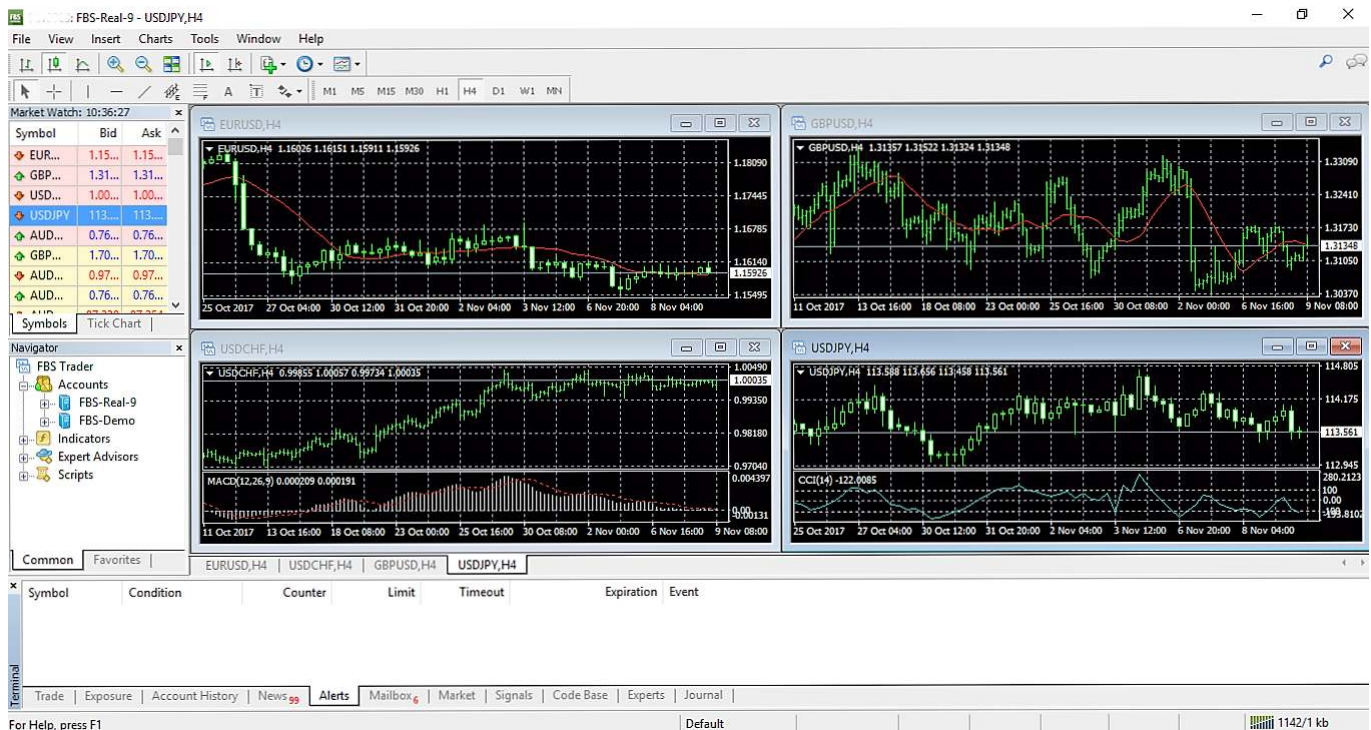 FBS-Real-9 - USDJPY,H4
File View Insert Charts Tools Window Help
A T M1 M5 M15 M30 H1 H4 D1 W1 MN
Market Watch: 10:36:27
Symbol Bid Ask
EUR... 1.15... 1.15...
GBP... 1.31... 1.31...
USD... 1.00... 1.00...
USDJPY 113.... 113....
AUD... 0.76... 0.76...
GBP... 1.70... 1.70...
AUD... 0.97... 0.97...
AUD... 0.76... 0.76...
Symbols Tick Chart
Navigator
FBS Trader
Accounts
FBS-Real-9
FBS-Demo
Indicators
Expert Advisors
Scripts
Common Favorites
EURUSD,H4
EURUSD,H4 1.16026 1.16151 1.15911 1.15926
1.18090
1.17445
1.16785
1.16140
1.15926
1.15495
25 Oct 2017 27 Oct 04:00 30 Oct 12:00 31 Oct 20:00 2 Nov 04:00 3 Nov 12:00 6 Nov 20:00 8 Nov 04:00
GBPUSD,H4
GBPUSD,H4 1.31357 1.31522 1.31324 1.31348
1.33090
1.32410
1.31730
1.31348
1.31050
1.30370
11 Oct 2017 13 Oct 16:00 18 Oct 08:00 23 Oct 00:00 25 Oct 16:00 30 Oct 08:00 2 Nov 00:00 6 Nov 16:00 9 Nov 08:00
USDCHF,H4
USDCHF,H4 0.99855 1.00057 0.99734 1.00035
1.00490
1.00035
0.99350
0.98180
0.97040
MACD(12,26,9) 0.000209 0.000191
0.004397
0.00
-0.00131
11 Oct 2017 13 Oct 16:00 18 Oct 08:00 23 Oct 00:00 25 Oct 16:00 30 Oct 08:00 2 Nov 00:00 6 Nov 16:00 9 Nov 08:00
USDJPY,H4
USDJPY,H4 113.588 113.656 113.458 113.561
114.805
114.175
113.561
112.945
CCI(14) -122.0085
280.2123
100
0.00
25 Oct 2017 27 Oct 04:00 30 Oct 12:00 31 Oct 20:00 2 Nov 04:00 3 Nov 12:00 6 Nov 20:00 8 Nov 04:00
EURUSD,H4 USDCHF,H4 GBPUSD,H4 USDJPY,H4
Symbol Condition Counter Limit Timeout Expiration Event
Terminal
Trade Exposure Account History News 99 Alerts Mailbox 6 Market Signals Code Base Experts Journal
For Help, press F1 Default 1142/1 kb